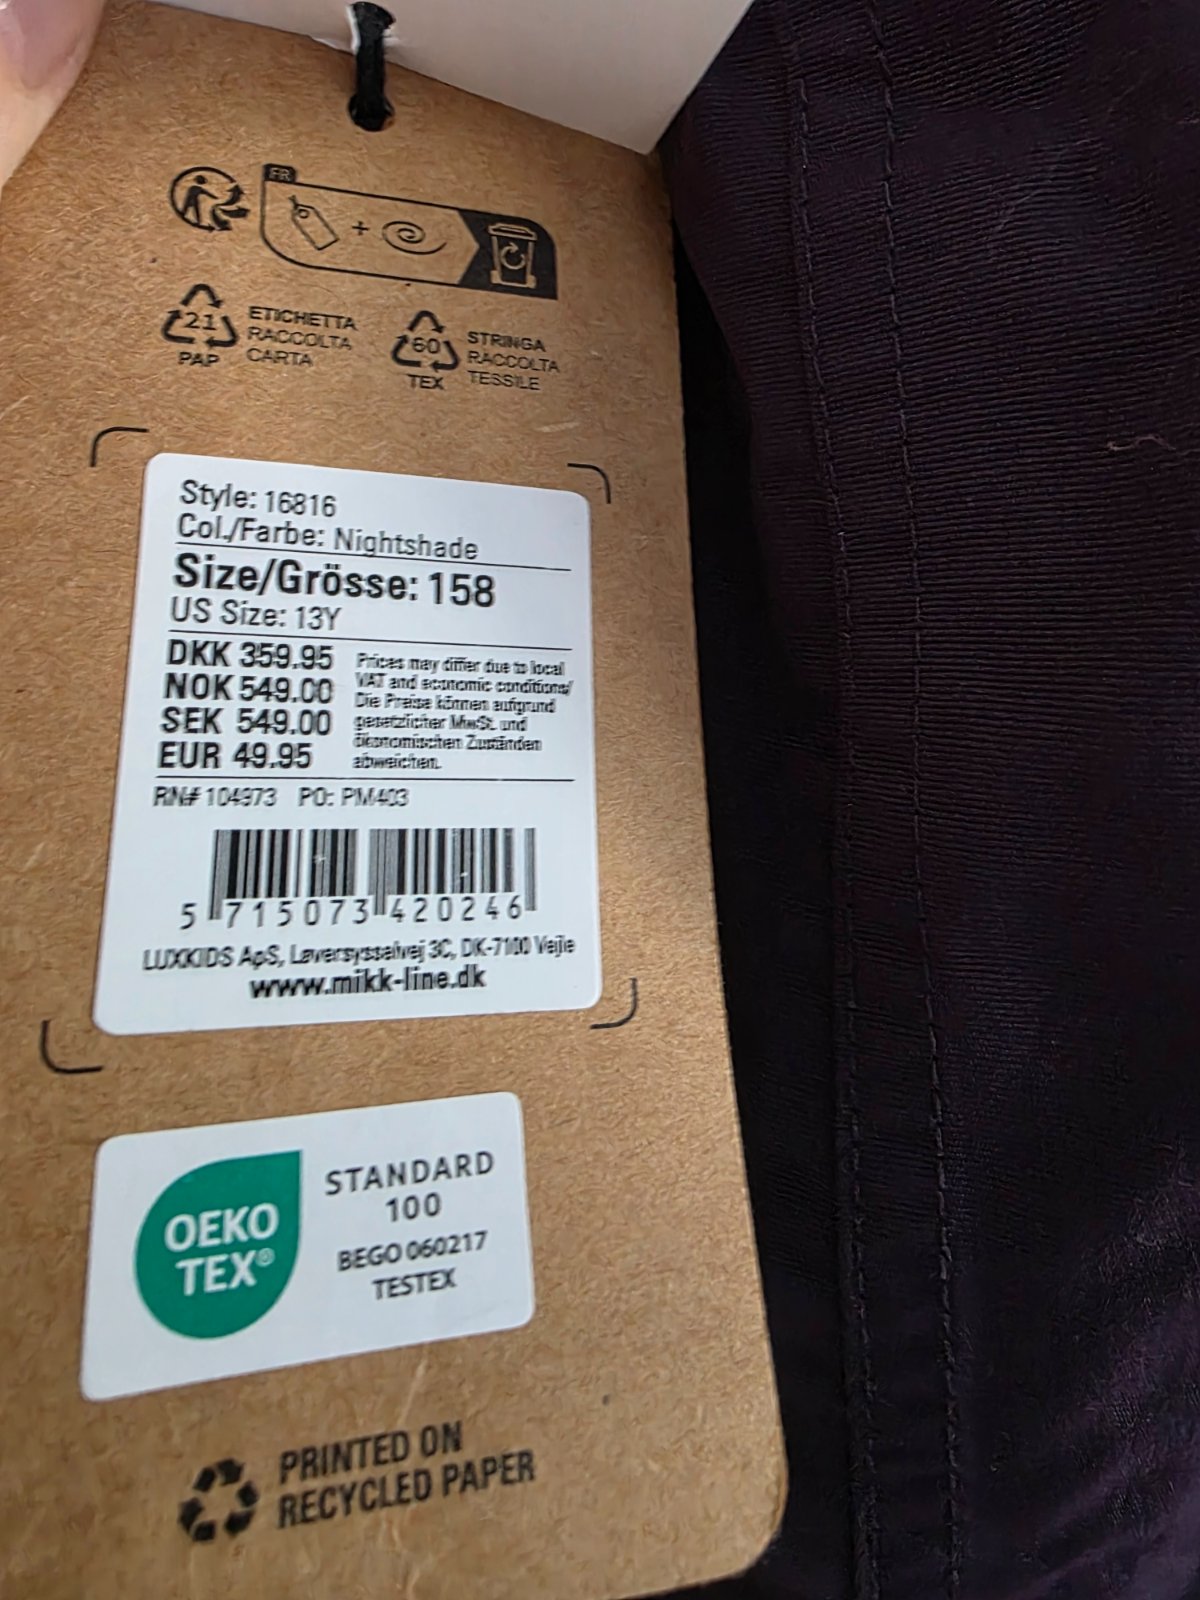 FR
21
PAP
ETICHETTA
RACCOLTA
CARTA
60
TEX
STRINGA
RACCOLTA
TESSILE
Style: 16816
Col./Farbe: Nightshade
Size/Grösse: 158
US Size: 13Y
DKK 359.95
NOK 549.00
SEK 549.00
EUR 49.95
Prices may differ due to local
VAT and economic conditions/
Die Preise können aufgrund
gesetzlicher MwSt. und
ökonomischen Zuständen
abweichen.
RN# 104973 PO: PM403
5 715073 420246
LUXKIDS ApS, Løversysselvej 3C, DK-7100 Vejle
www.mikk-line.dk
OEKO
TEX®
STANDARD
100
BEGO 060217
TESTEX
PRINTED ON
RECYCLED PAPER